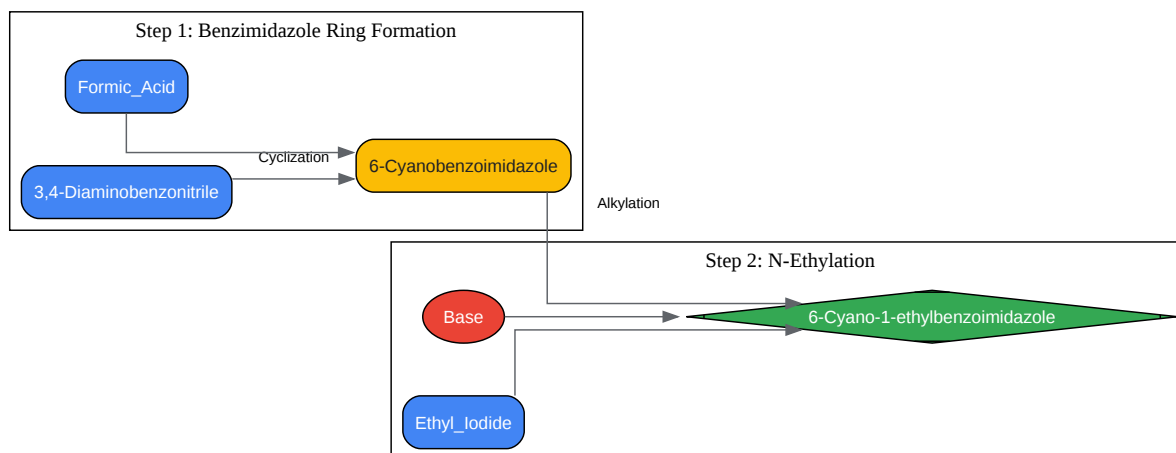 Step 1: Benzimidazole Ring Formation
Formic_Acid
Cyclization
3,4-Diaminobenzonitrile
6-Cyanobenzoimidazole
Alkylation
Step 2: N-Ethylation
Base
6-Cyano-1-ethylbenzoimidazole
Ethyl_Iodide